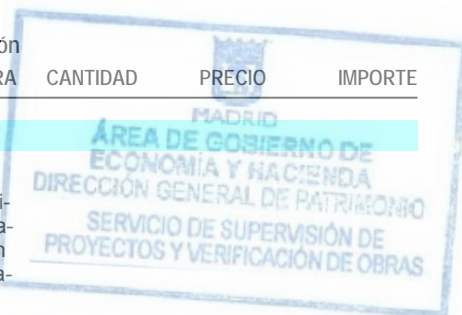 ón
RA CANTIDAD PRECIO IMPORTE
MADRID
ÁREA DE GOBIERNO DE
ECONOMÍA Y HACIENDA
DIRECCIÓN GENERAL DE PATRIMONIO
SERVICIO DE SUPERVISIÓN DE
PROYECTOS Y VERIFICACIÓN DE OBRAS
i-
a-
n
a-